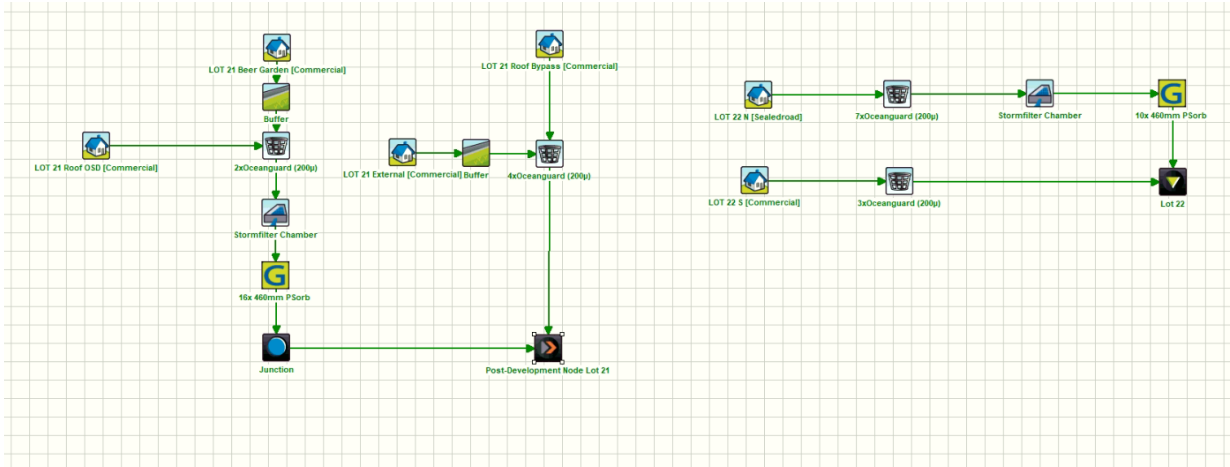 LOT 21 Beer Garden [Commercial]
Buffer
LOT 21 Roof OSD [Commercial]
2xOceanguard (200µ)
Stormfilter Chamber
G
16x 460mm PSorb
Junction
LOT 21 Roof Bypass [Commercial]
LOT 21 External [Commercial]
Buffer
4xOceanguard (200µ)
Post-Development Node Lot 21
LOT 22 N [Sealedroad]
7xOceanguard (200µ)
Stormfilter Chamber
G
10x 460mm PSorb
LOT 22 S [Commercial]
3xOceanguard (200µ)
Lot 22